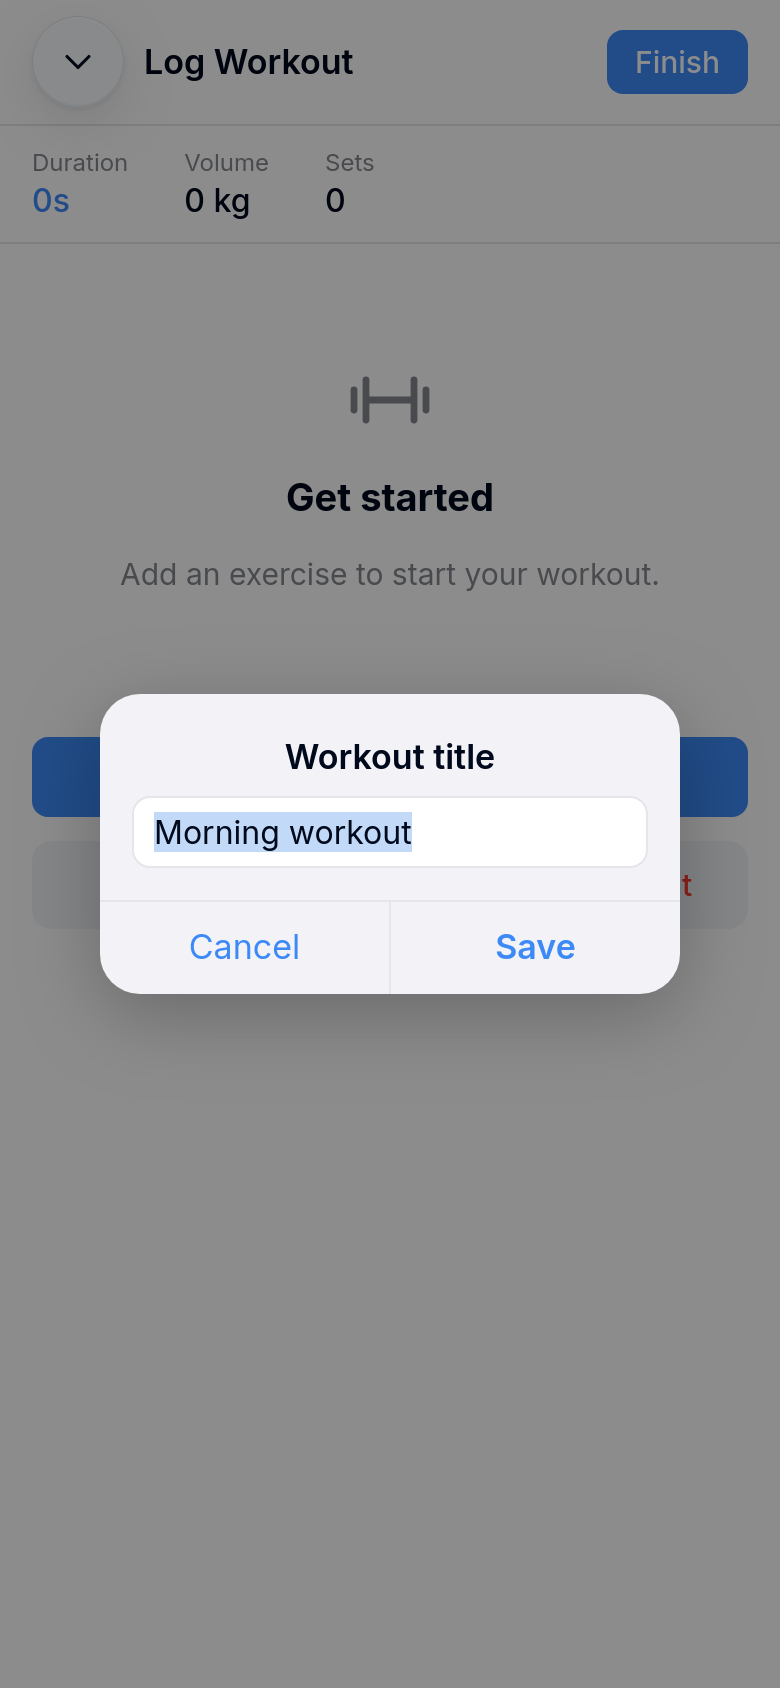 Log Workout
Finish
Duration Volume Sets
0s 0 kg 0
Get started
Add an exercise to start your workout.
Workout title
Morning workout
Cancel Save